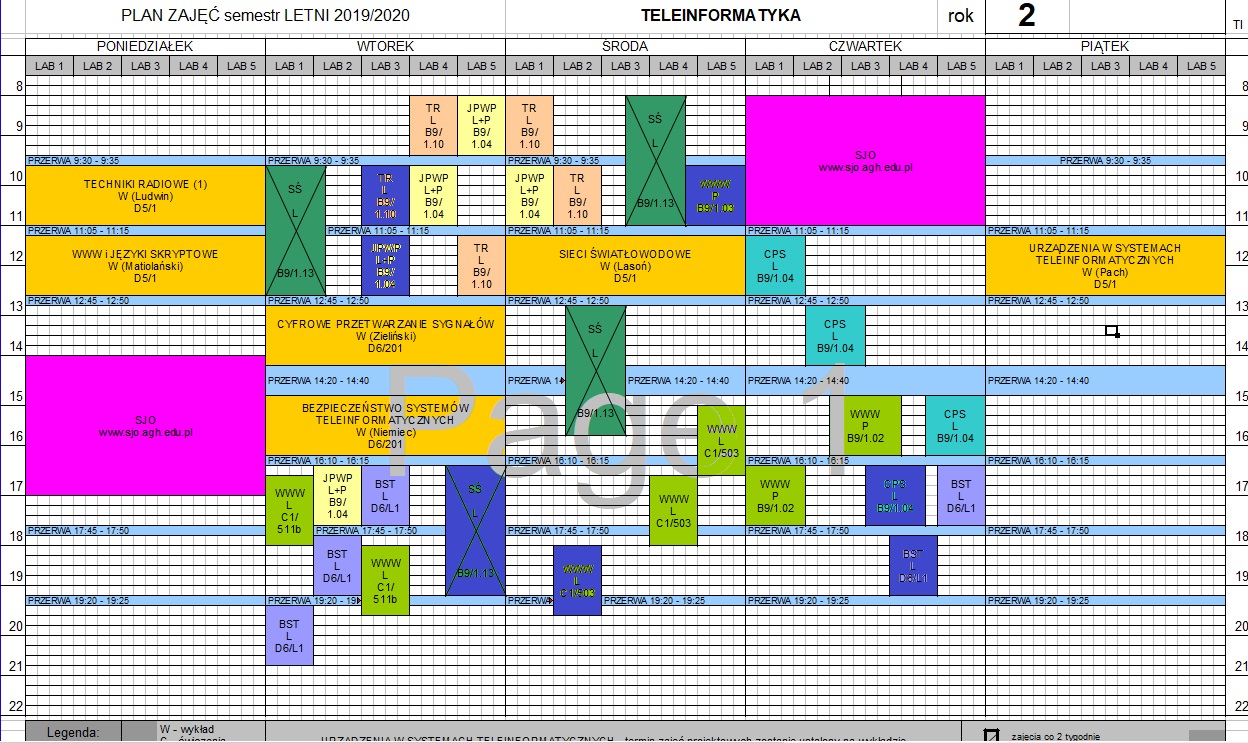 PLAN ZAJĘĆ semestr LETNI 2019/2020 TELEINFORMATYKA rok 2 TI
PONIEDZIAŁEK WTOREK ŚRODA CZWARTEK PIĄTEK
LAB 1 LAB 2 LAB 3 LAB 4 LAB 5 LAB 1 LAB 2 LAB 3 LAB 4 LAB 5 LAB 1 LAB 2 LAB 3 LAB 4 LAB 5 LAB 1 LAB 2 LAB 3 LAB 4 LAB 5 LAB 1 LAB 2 LAB 3 LAB 4 LAB 5
8 8
TR
L
B9/
1.10
JPWP
L+P
B9/
1.04
TR
L
B9/
1.10
SŚ
L
B9/1.13
SJO
www.sjo.agh.edu.pl
9 9
PRZERWA 9:30 - 9:35 PRZERWA 9:30 - 9:35 PRZERWA 9:30 - 9:35 PRZERWA 9:30 - 9:35
10 10
TECHNIKI RADIOWE (1)
W (Ludwin)
D5/1
SŚ
L
B9/1.13
TR
L
B9/
1.10
JPWP
L+P
B9/
1.04
JPWP
L+P
B9/
1.04
TR
L
B9/
1.10
WWW
P
B9/1.03
11 11
PRZERWA 11:05 - 11:15 PRZERWA 11:05 - 11:15 PRZERWA 11:05 - 11:15 PRZERWA 11:05 - 11:15 PRZERWA 11:05 - 11:15
WWW i JĘZYKI SKRYPTOWE
W (Matiolański)
D5/1
JPWP
L+P
B9/
1.04
TR
L
B9/
1.10
SIECI ŚWIATŁOWODOWE
W (Lasoń)
D5/1
CPS
L
B9/1.04
URZĄDZENIA W SYSTEMACH
TELEINFORMATYCZNYCH
W (Pach)
D5/1
12 12
PRZERWA 12:45 - 12:50 PRZERWA 12:45 - 12:50 PRZERWA 12:45 - 12:50 PRZERWA 12:45 - 12:50 PRZERWA 12:45 - 12:50
13 13
CYFROWE PRZETWARZANIE SYGNAŁÓW
W (Zieliński)
D6/201
SŚ
L
B9/1.13
CPS
L
B9/1.04
14 14
SJO
www.sjo.agh.edu.pl
PRZERWA 14:20 - 14:40 PRZERWA 14 PRZERWA 14:20 - 14:40 PRZERWA 14:20 - 14:40 PRZERWA 14:20 - 14:40
Page 1
15 15
BEZPIECZEŃSTWO SYSTEMÓW
TELEINFORMATYCZNYCH
W (Niemiec)
D6/201
WWW
L
C1/503
WWW
P
B9/1.02
CPS
L
B9/1.04
16 16
PRZERWA 16:10 - 16:15 PRZERWA 16:10 - 16:15 PRZERWA 16:10 - 16:15 PRZERWA 16:10 - 16:15
17 17
WWW
L
C1/
511b
JPWP
L+P
B9/
1.04
BST
L
D6/L1
SŚ
L
B9/1.13
WWW
L
C1/503
WWW
P
B9/1.02
CPS
L
B9/1.04
BST
L
D6/L1
PRZERWA 17:45 - 17:50 PRZERWA 17:45 - 17:50 PRZERWA 17:45 - 17:50 PRZERWA 17:45 - 17:50 PRZERWA 17:45 - 17:50
18 18
BST
L
D6/L1
WWW
L
C1/
511b
WWW
L
C1/503
BST
L
D6/L1
19 19
PRZERWA 19:20 - 19:25 PRZERWA 19:20 - 19: PRZERWA PRZERWA 19:20 - 19:25 PRZERWA 19:20 - 19:25 PRZERWA 19:20 - 19:25
20 20
BST
L
D6/L1
21 21
22 22
Legenda: W - wykład
URZĄDZENIA W SYSTEMACH TELEINFORMATYCZNYCH - termin zajęć projektowych zostanie ustalony na wykładzie
zajęcia co 2 tygodnie